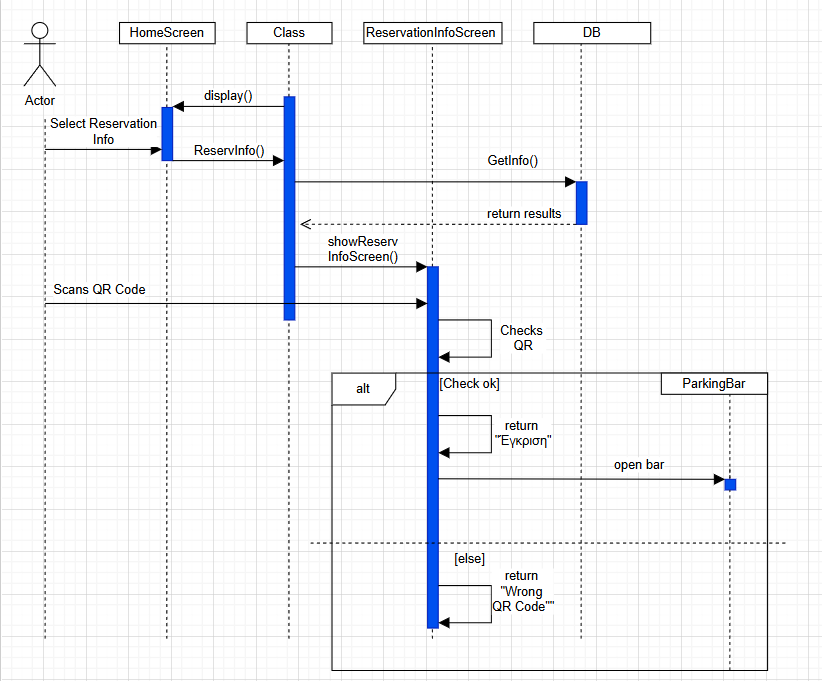 HomeScreen
Class
ReservationInfoScreen
DB
Actor
display()
Select Reservation
Info
ReservInfo()
GetInfo()
return results
showReserv
InfoScreen()
Scans QR Code
Checks
QR
alt
[Check ok]
ParkingBar
return
"Έγκριση"
open bar
[else]
return
"Wrong
QR Code""